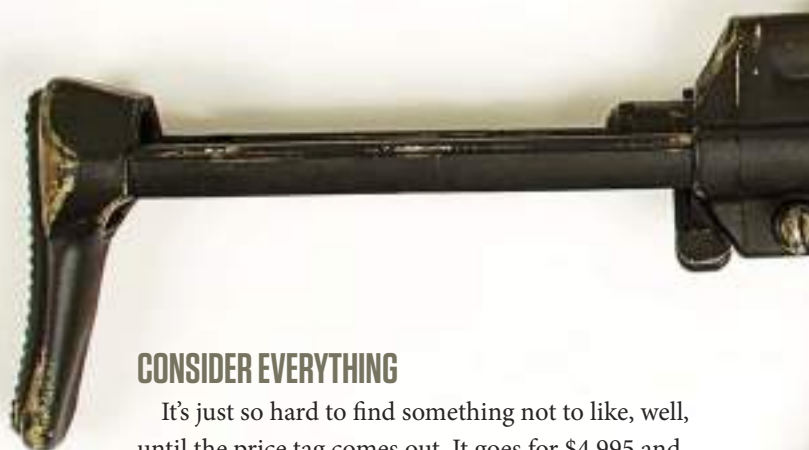 CONSIDER EVERYTHING
It’s just so hard to find something not to like, well,
until the price tag comes out. It goes for $4,995 and